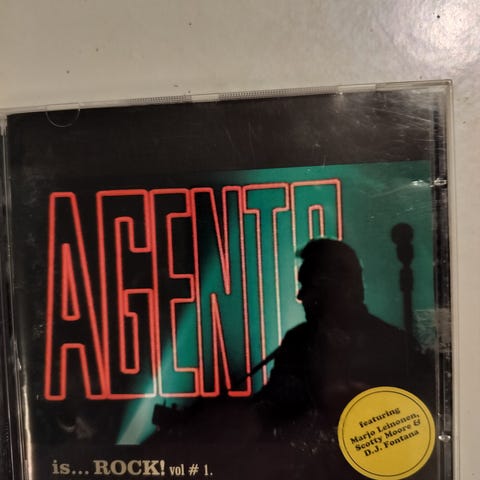 AGENTS
is... ROCK! vol # 1.
featuring
Marjo Leinonen,
Scotty Moore &
D.J. Fontana